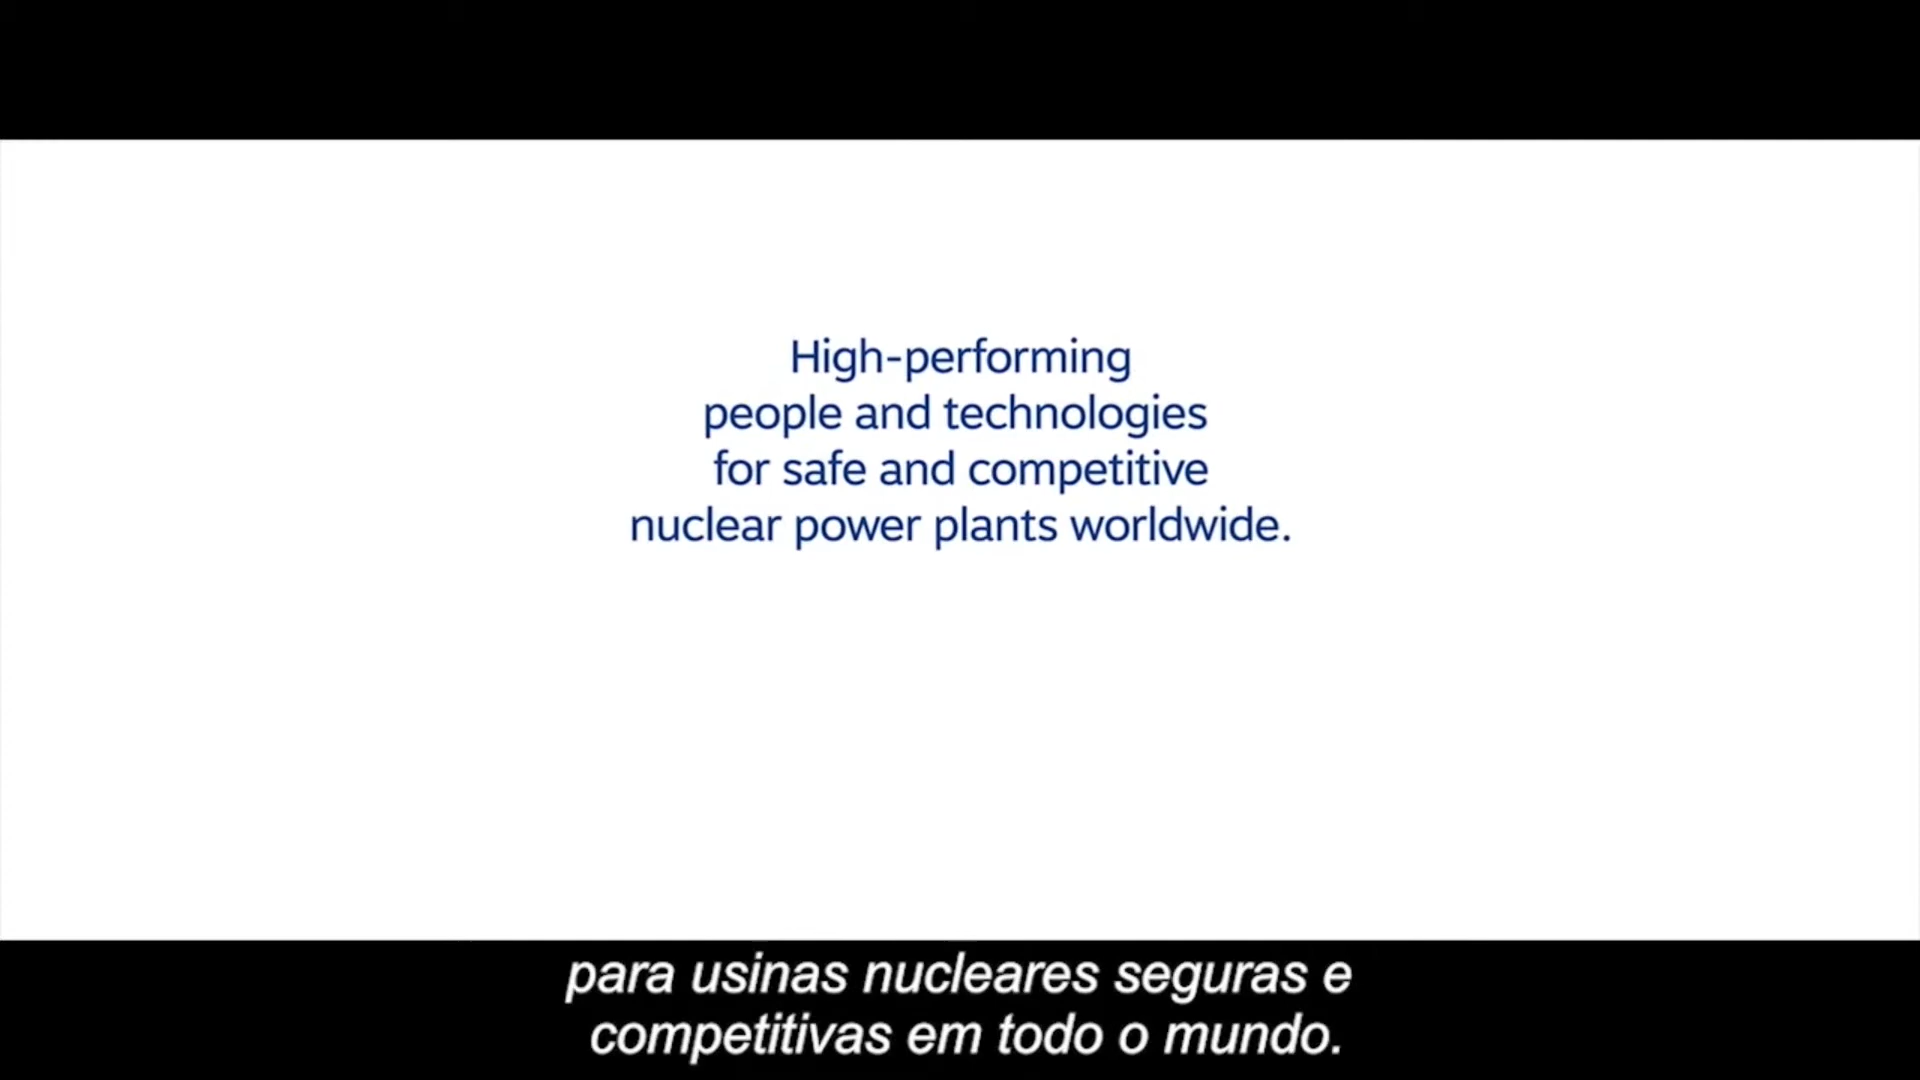 High-performing
people and technologies
for safe and competitive
nuclear power plants worldwide.
para usinas nucleares seguras e
competitivas em todo o mundo.